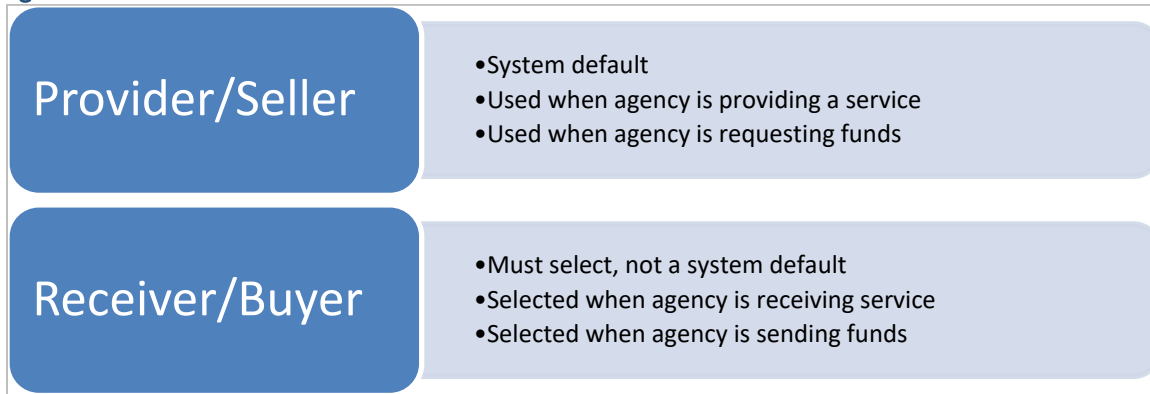 Provider/Seller
•System default
•Used when agency is providing a service
•Used when agency is requesting funds
Receiver/Buyer
•Must select, not a system default
•Selected when agency is receiving service
•Selected when agency is sending funds